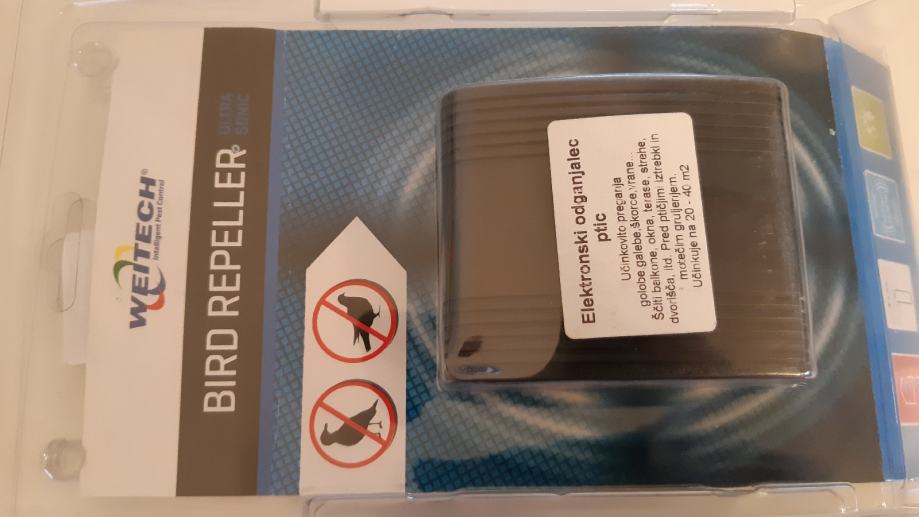 WEITECH®
Intelligent Pest Control
BIRD REPELLER
ULTRA
SONIC
Elektronski odganjalec
ptic
Učinkovito preganja
golobe,galebe,škorce,vrane...
Ščiti balkone, okna, terase, strehe,
dvorišča, itd. Pred ptičjimi iztrebki in
motečim gruljenjem.
Učinkuje na 20 - 40 m2